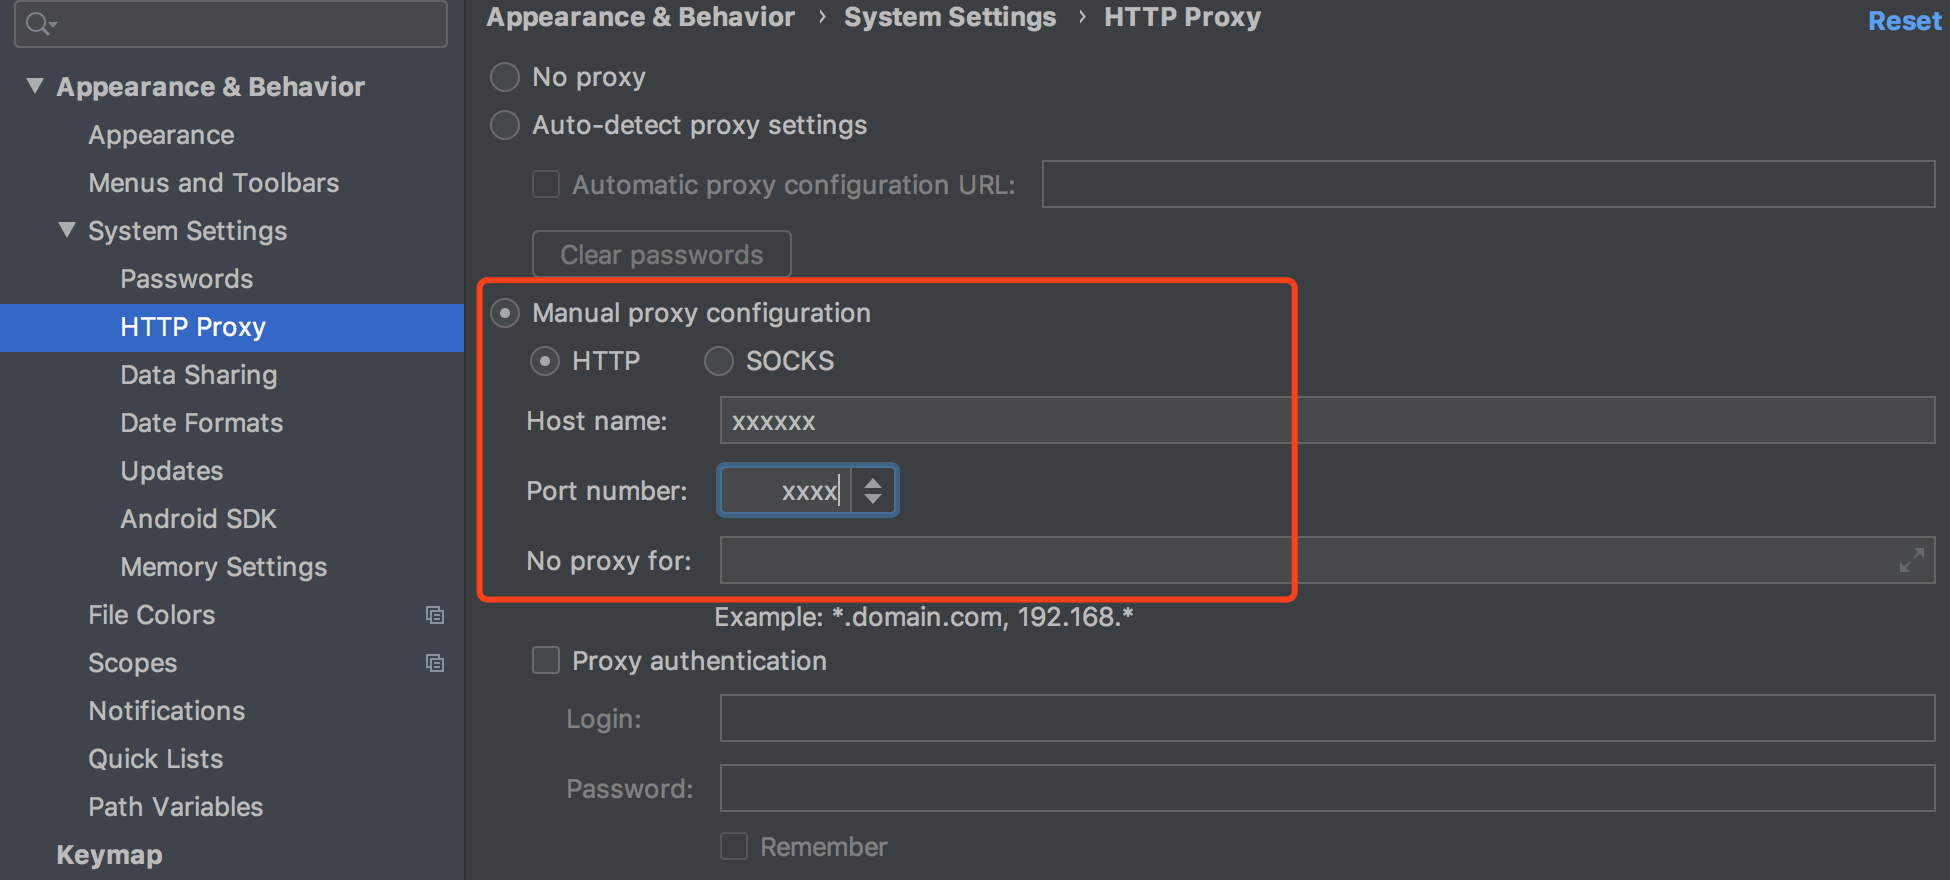 Appearance & Behavior
Appearance
Menus and Toolbars
System Settings
Passwords
HTTP Proxy
Data Sharing
Date Formats
Updates
Android SDK
Memory Settings
File Colors
Scopes
Notifications
Quick Lists
Path Variables
Keymap
Appearance & Behavior › System Settings › HTTP Proxy
Reset
No proxy
Auto-detect proxy settings
Automatic proxy configuration URL:
Clear passwords
Manual proxy configuration
HTTP SOCKS
Host name: xxxxxx
Port number: xxxx
No proxy for:
Example: *.domain.com, 192.168.*
Proxy authentication
Login:
Password:
Remember